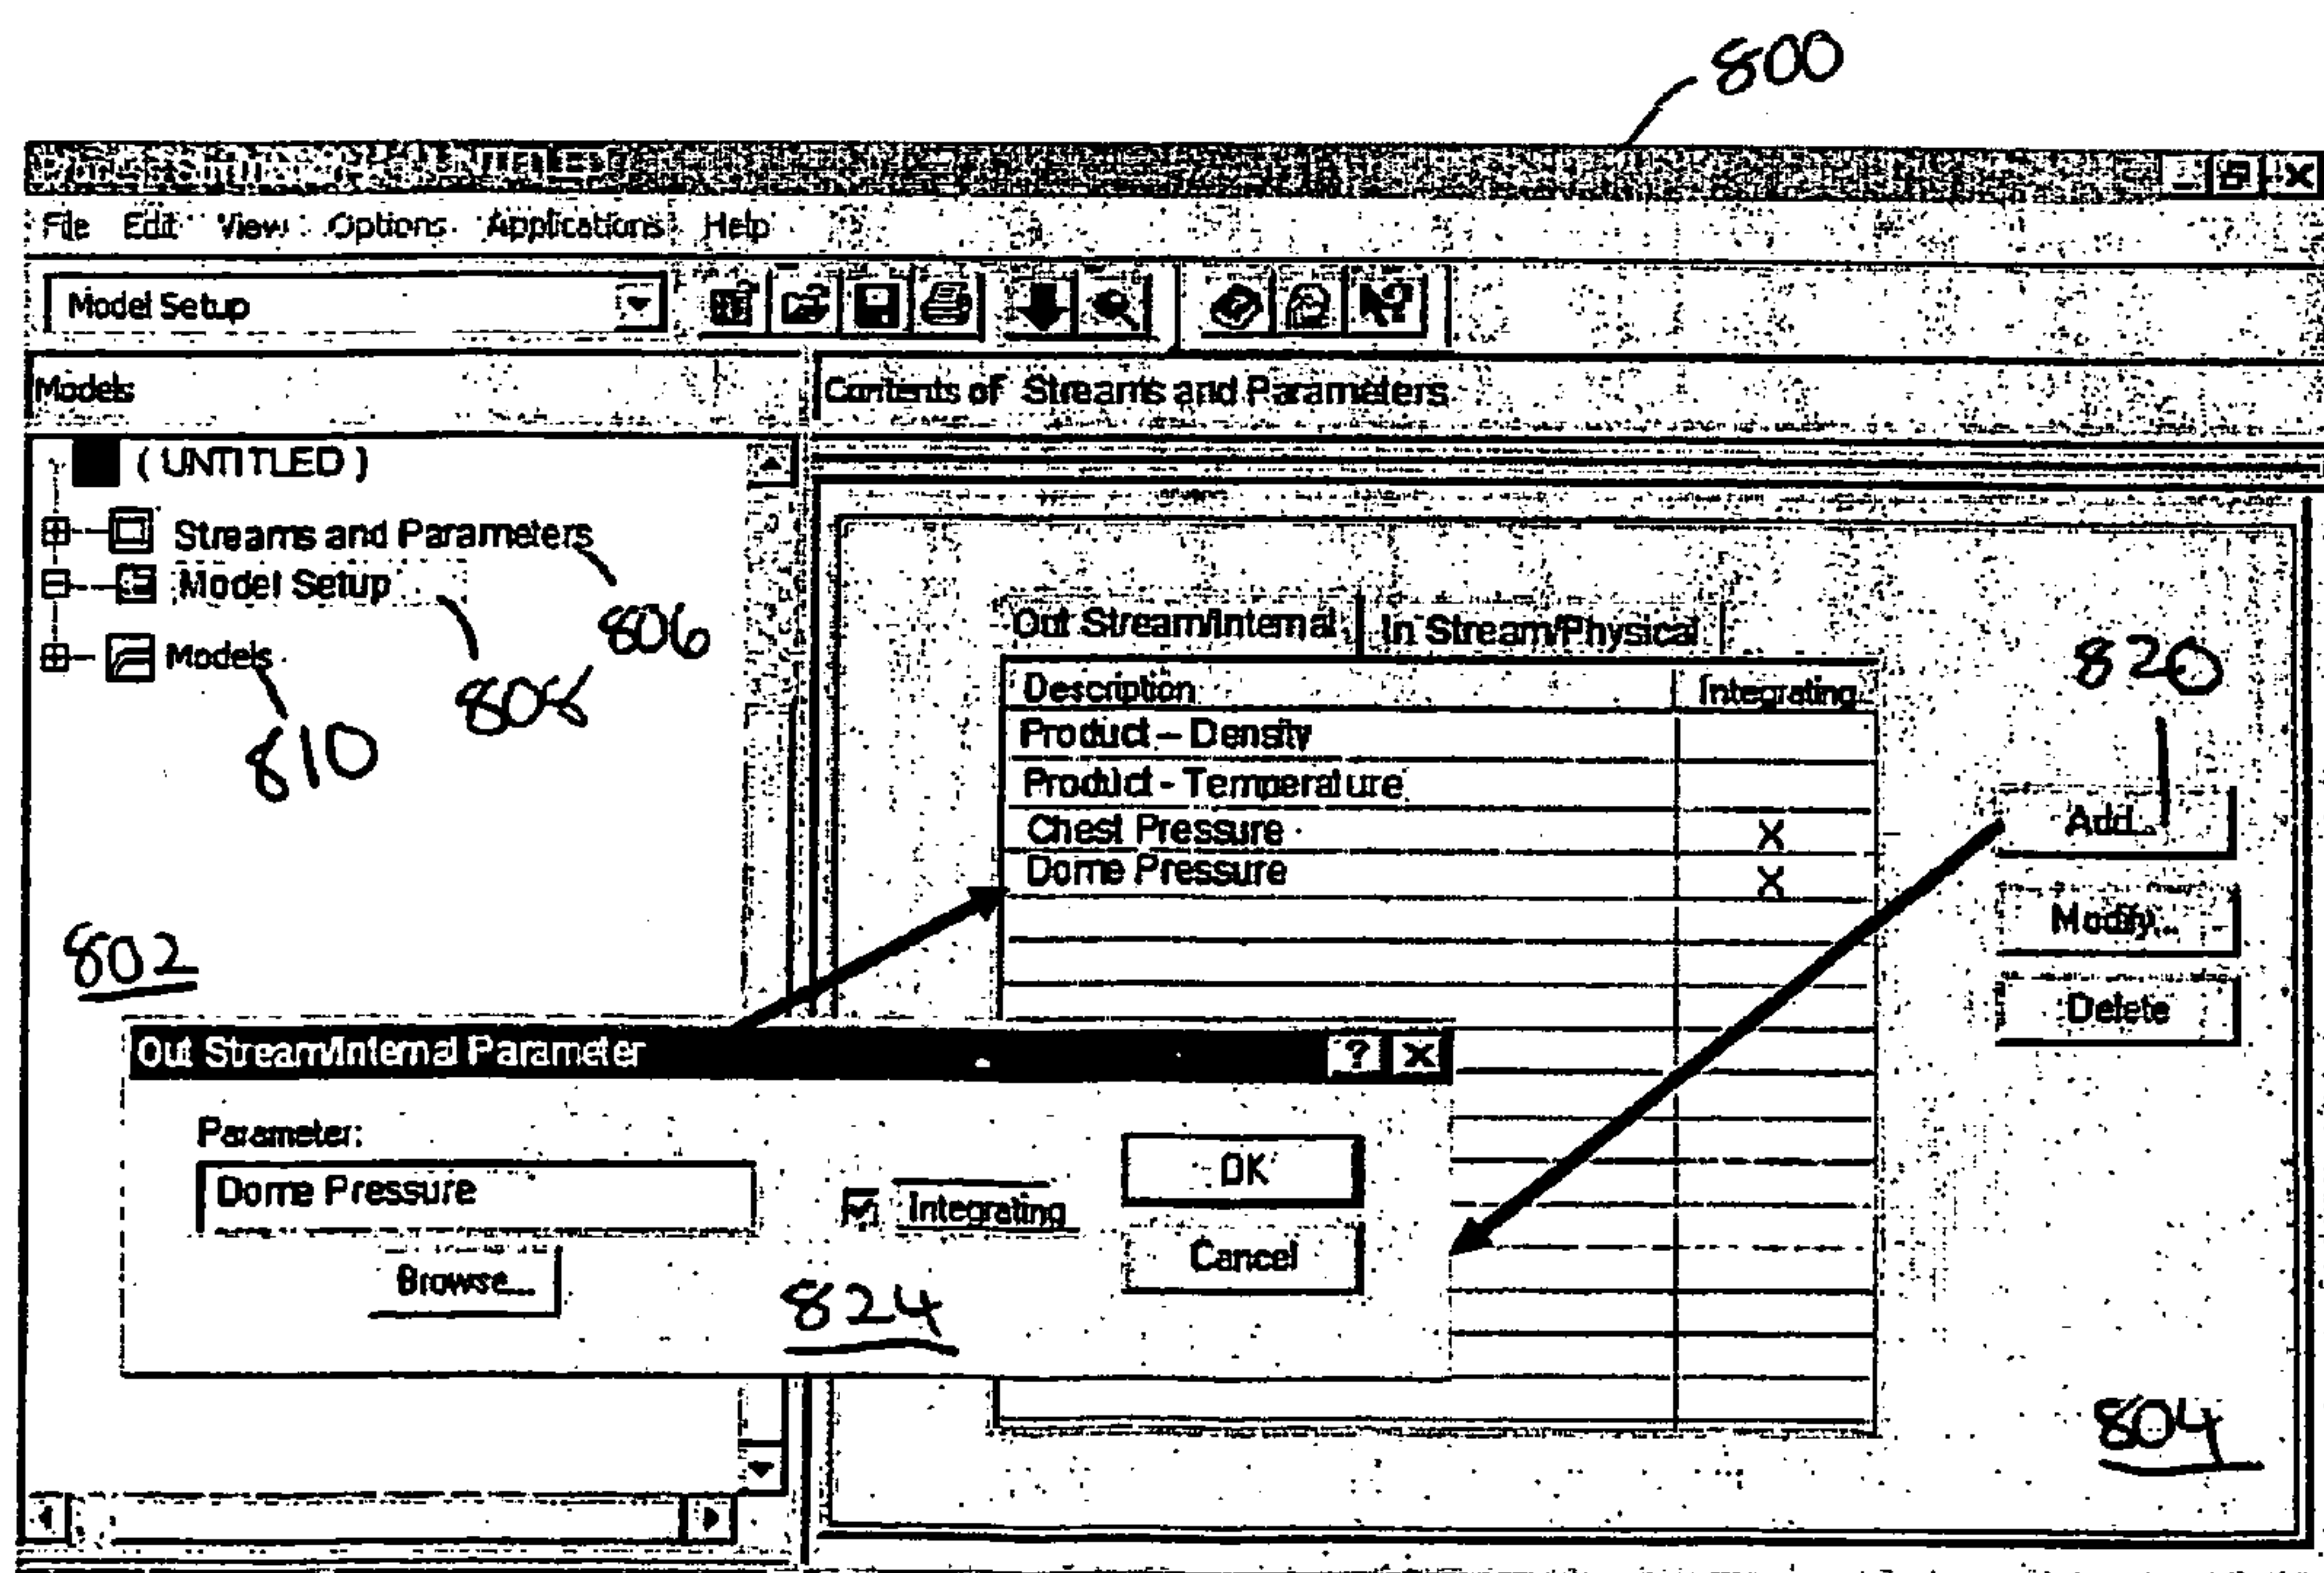 800
File Edit View Options Applications Help
Model Setup
Models
Contents of Streams and Parameters
( UNTITLED )
Streams and Parameters
Model Setup
Models
806
808
810
802
Out Stream/Internal
In Stream/Physical
Description
Integrating
Product - Density
Product - Temperature
Chest Pressure X
Dome Pressure X
820
Add...
Modify...
Delete
Out Stream/Internal Parameter
? X
Parameter:
Dome Pressure
Integrating
OK
Cancel
Browse...
824
804